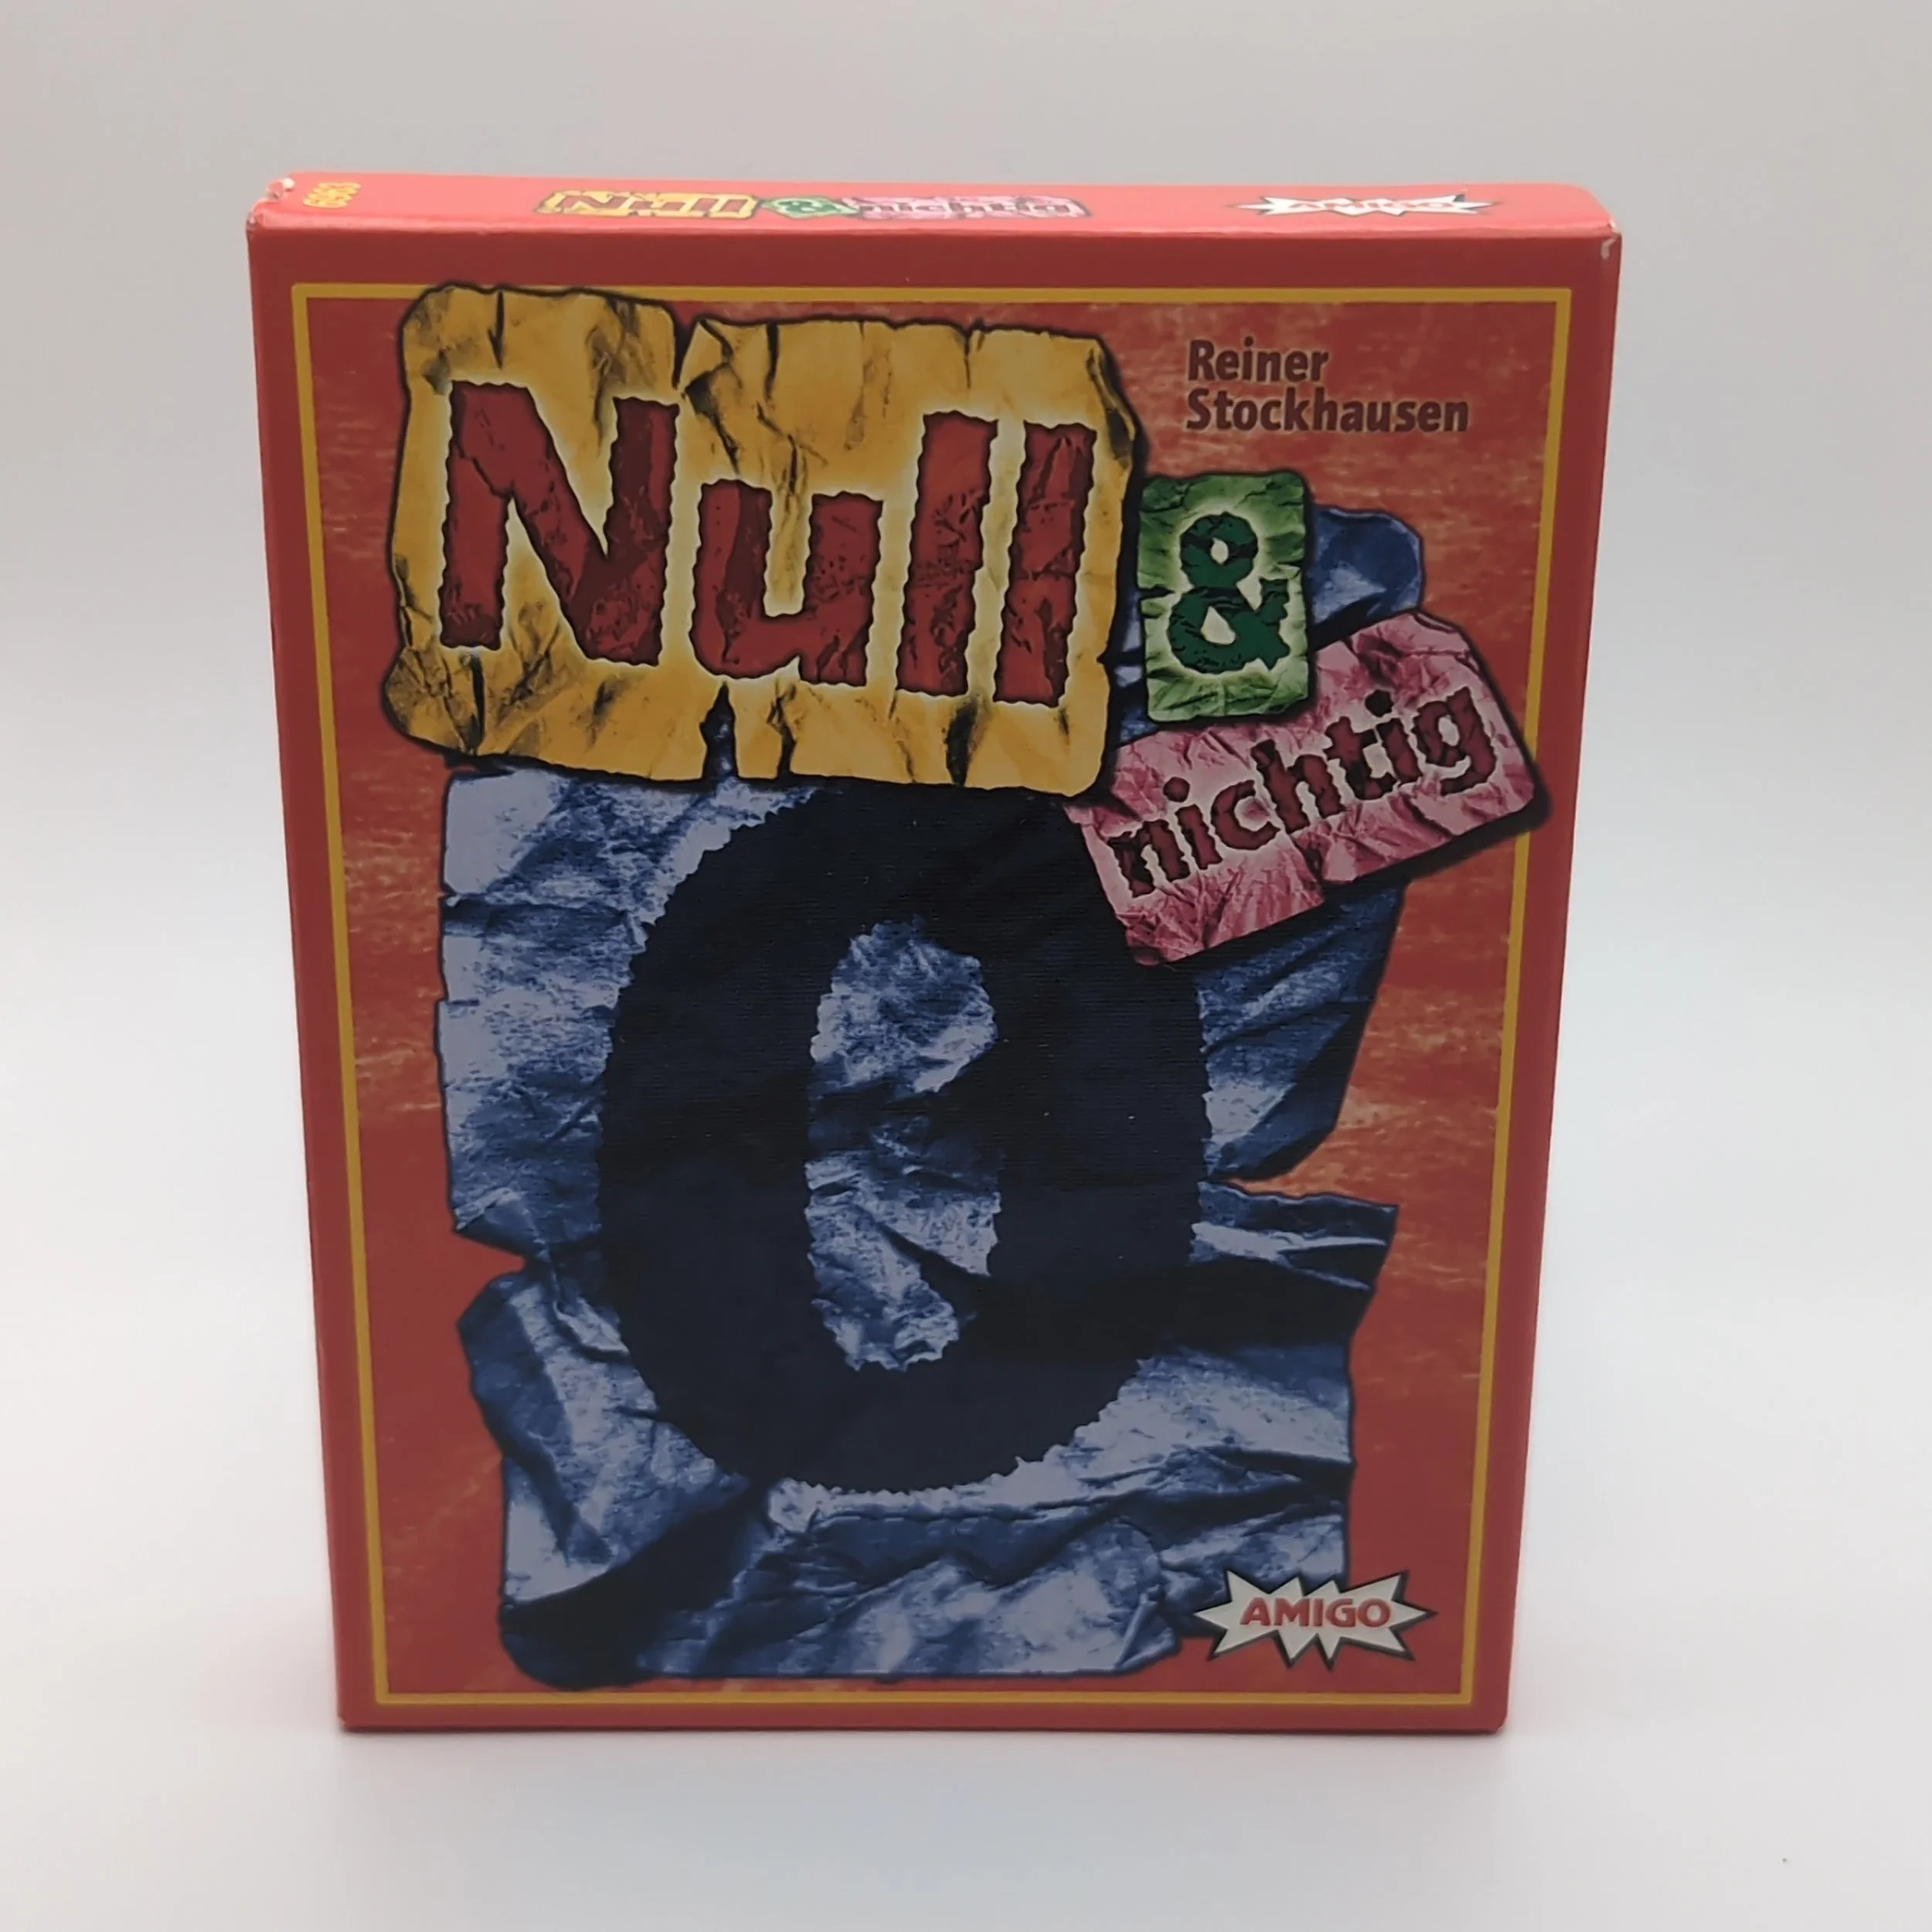 Null & nichtig
AMIGO
Reiner
Stockhausen
Null
&
nichtig
0
AMIGO